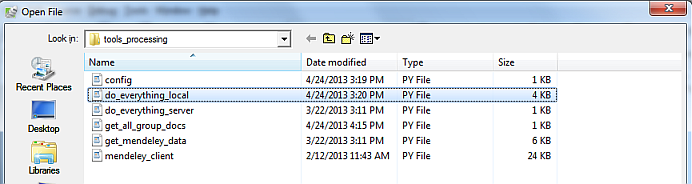 Open File
Look in: tools_processing
Name Date modified Type Size
config 4/24/2013 3:19 PM PY File 1 KB
do_everything_local 4/24/2013 3:20 PM PY File 4 KB
do_everything_server 3/22/2013 3:11 PM PY File 1 KB
get_all_group_docs 4/24/2013 4:15 PM PY File 1 KB
get_mendeley_data 3/22/2013 3:11 PM PY File 6 KB
mendeley_client 2/12/2013 11:43 AM PY File 24 KB
Recent Places
Desktop
Libraries